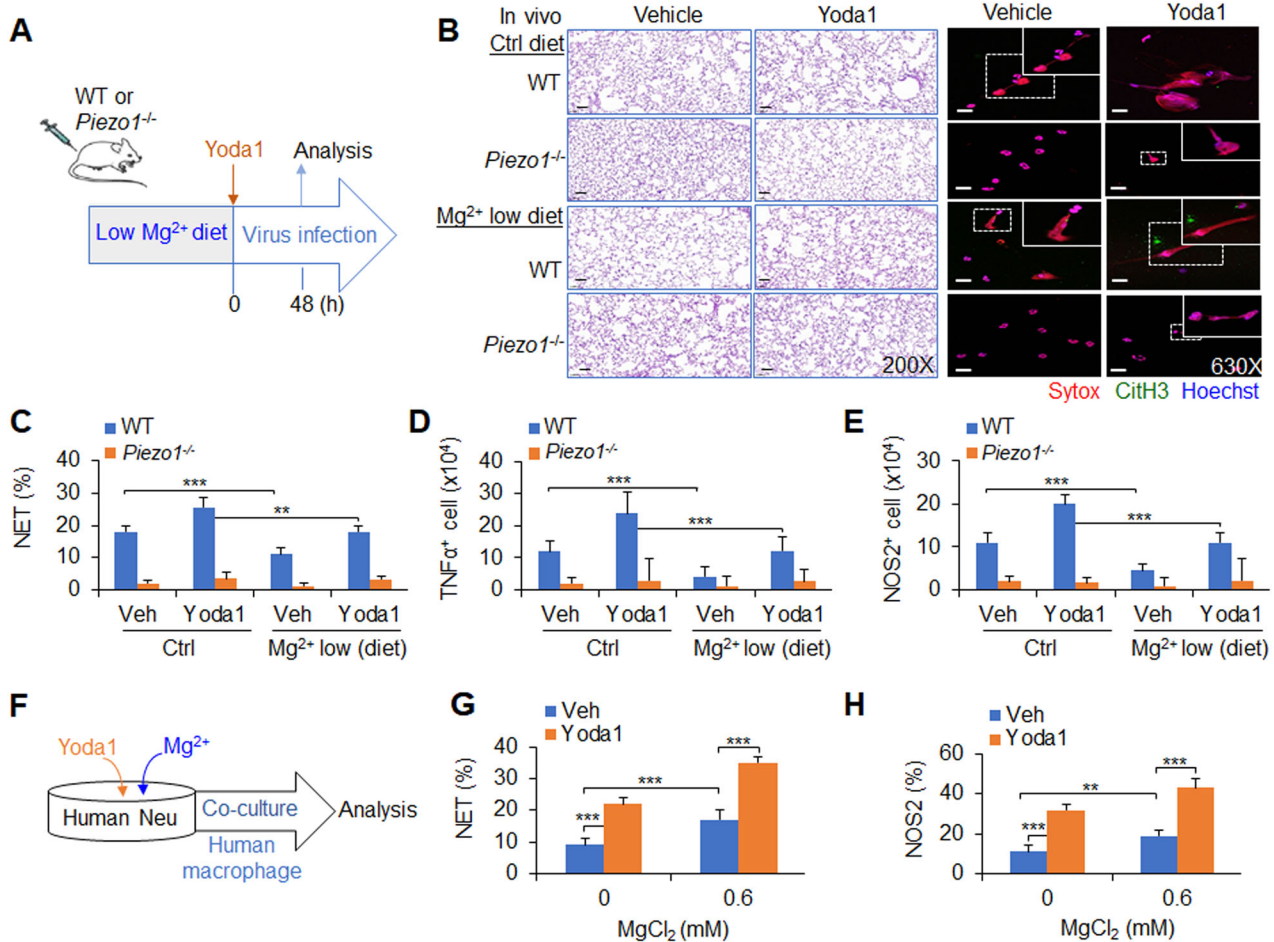 A
WT or
Piezo1-/-
Yoda1
Analysis
Low Mg2+ diet
Virus infection
0
48 (h)
B
In vivo
Vehicle
Yoda1
Vehicle
Yoda1
Ctrl diet
WT
Piezo1-/-
Mg2+ low diet
WT
Piezo1-/-
200X
630X
Sytox CitH3 Hoechst
C
WT
Piezo1-/-
NET (%)
40
30
20
10
0
***
**
Veh Yoda1 Veh Yoda1
Ctrl Mg2+ low (diet)
D
WT
Piezo1-/-
TNFα+ cell (x104)
40
30
20
10
0
***
***
Veh Yoda1 Veh Yoda1
Ctrl Mg2+ low (diet)
E
WT
Piezo1-/-
NOS2+ cell (x104)
30
20
10
0
***
***
Veh Yoda1 Veh Yoda1
Ctrl Mg2+ low (diet)
F
Yoda1
Mg2+
Human Neu
Co-culture
Human
macrophage
Analysis
G
Veh
Yoda1
NET (%)
40
30
20
10
0
***
***
***
0 0.6
MgCl2 (mM)
H
Veh
Yoda1
NOS2 (%)
60
40
20
0
***
**
***
0 0.6
MgCl2 (mM)